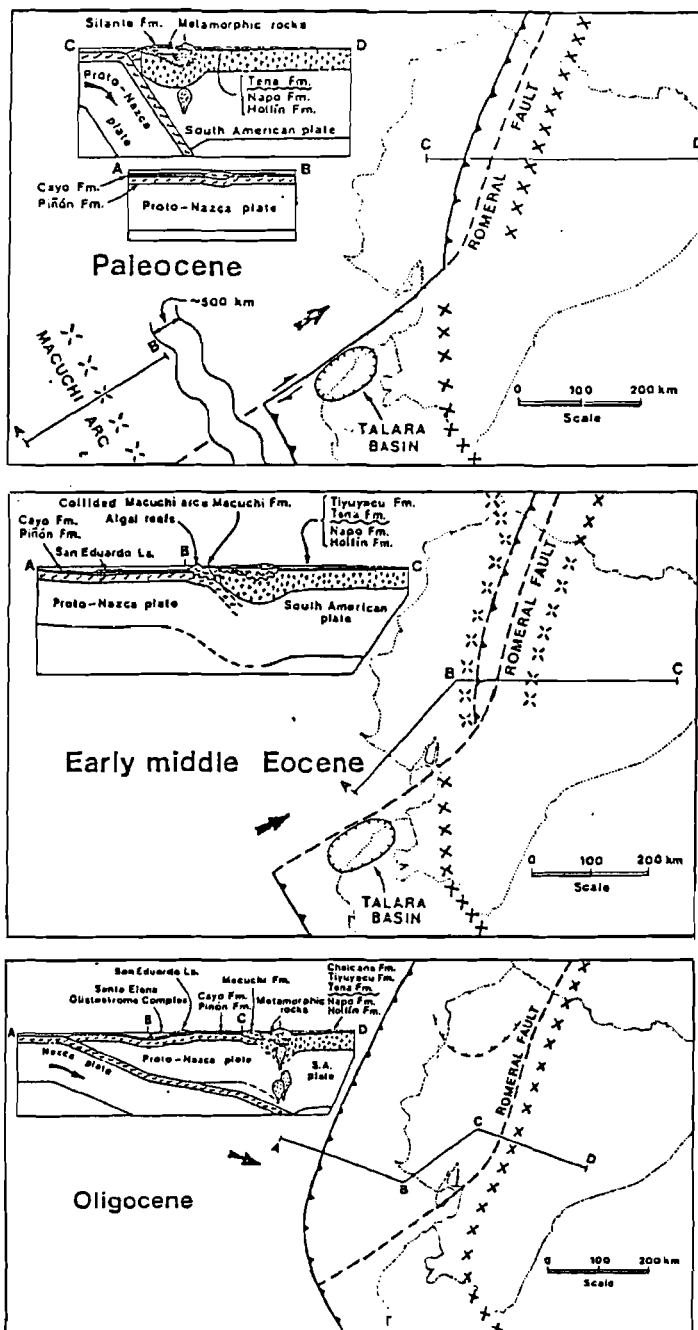 Silante Fm. Metamorphic rocks
C D
Proto-Nazca plate
Tena Fm.
Napo Fm.
Hollín Fm.
South American plate
A B
Cayo Fm.
Piñón Fm.
Proto-Nazca plate
Paleocene
~500 km
MACUCHI ARC
A B
ROMERAL FAULT
C D
TALARA BASIN
0 100 200 km
Scale
Collided Macuchi arc Macuchi Fm.
Algal reefs
Tiyuyacu Fm.
Tena Fm.
Napo Fm.
Hollín Fm.
Cayo Fm.
Piñón Fm.
San Eduardo Ls.
A B C
Proto-Nazca plate
South American plate
Early middle Eocene
ROMERAL FAULT
A B C
TALARA BASIN
0 100 200 km
Scale
San Eduardo Ls.
Santa Elena
Olistostrome Complex
Macuchi Fm.
Cayo Fm.
Piñón Fm.
Metamorphic rocks
Chalcana Fm.
Tiyuyacu Fm.
Tena Fm.
Napo Fm.
Hollín Fm.
A B C D
Nazca plate
Proto-Nazca plate
S.A. plate
Oligocene
ROMERAL FAULT
A B C D
0 100 200 km
Scale